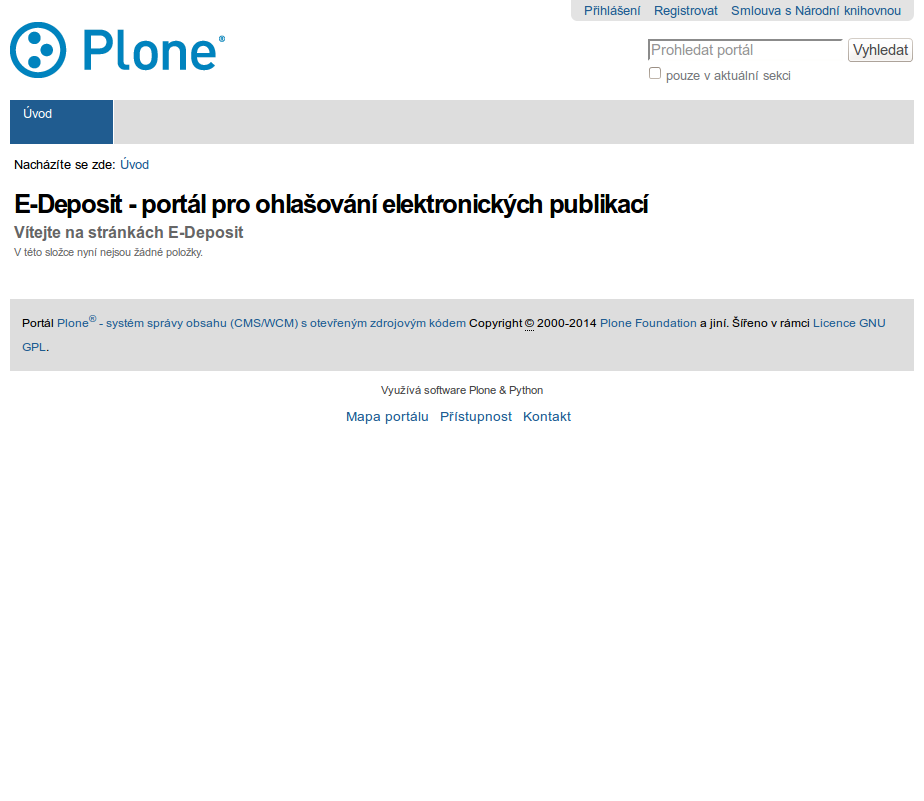 Přihlášení Registrovat Smlouva s Národní knihovnou
Plone®
Prohledat portál Vyhledat
pouze v aktuální sekci
Úvod
Nacházíte se zde: Úvod
E-Deposit - portál pro ohlašování elektronických publikací
Vítejte na stránkách E-Deposit
V této složce nyní nejsou žádné položky.
Portál Plone® - systém správy obsahu (CMS/WCM) s otevřeným zdrojovým kódem Copyright © 2000-2014 Plone Foundation a jiní. Šířeno v rámci Licence GNU
GPL.
Využívá software Plone & Python
Mapa portálu Přístupnost Kontakt